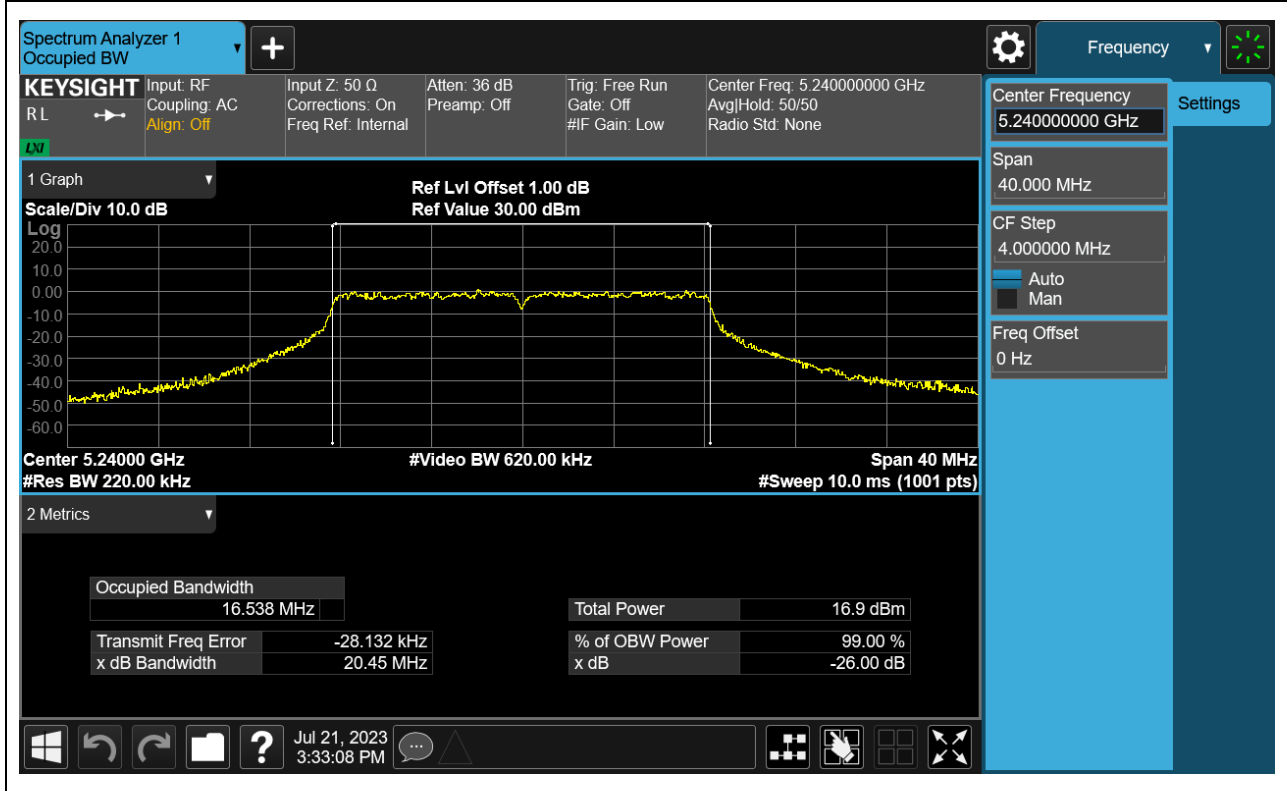 Spectrum Analyzer 1
Occupied BW
Frequency
KEYSIGHT
R L
LXI
Input: RF
Coupling: AC
Align: Off
Input Z: 50 Ω
Corrections: On
Freq Ref: Internal
Atten: 36 dB
Preamp: Off
Trig: Free Run
Gate: Off
#IF Gain: Low
Center Freq: 5.240000000 GHz
Avg|Hold: 50/50
Radio Std: None
Center Frequency
5.240000000 GHz
Settings
Span
40.000 MHz
CF Step
4.000000 MHz
Auto
Man
Freq Offset
0 Hz
1 Graph
Scale/Div 10.0 dB
Ref Lvl Offset 1.00 dB
Ref Value 30.00 dBm
Log
20.0
10.0
0.00
-10.0
-20.0
-30.0
-40.0
-50.0
-60.0
Center 5.24000 GHz
#Video BW 620.00 kHz
Span 40 MHz
#Res BW 220.00 kHz
#Sweep 10.0 ms (1001 pts)
2 Metrics
Occupied Bandwidth
16.538 MHz
Total Power 16.9 dBm
Transmit Freq Error -28.132 kHz
% of OBW Power 99.00 %
x dB Bandwidth 20.45 MHz
x dB -26.00 dB
?
Jul 21, 2023
3:33:08 PM